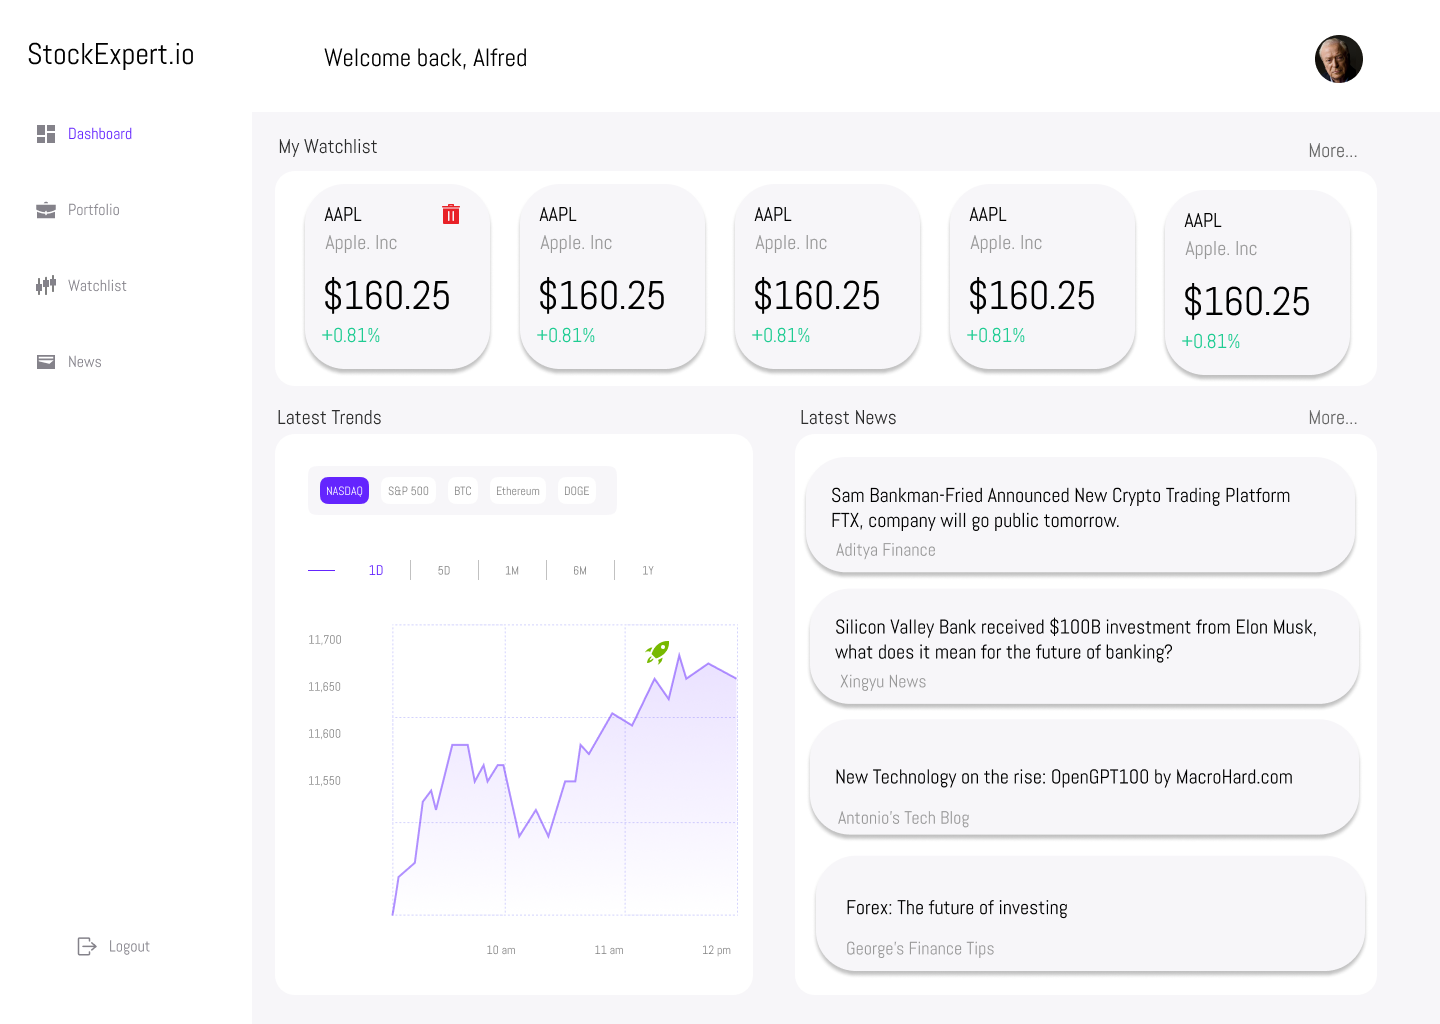 StockExpert.io
Welcome back, Alfred
Dashboard
Portfolio
Watchlist
News
Logout
My Watchlist
More...
AAPL
Apple. Inc
$160.25
+0.81%
AAPL
Apple. Inc
$160.25
+0.81%
AAPL
Apple. Inc
$160.25
+0.81%
AAPL
Apple. Inc
$160.25
+0.81%
AAPL
Apple. Inc
$160.25
+0.81%
Latest Trends
NASDAQ S&P 500 BTC Ethereum DOGE
1D 5D 1M 6M 1Y
11,700
11,650
11,600
11,550
10 am 11 am 12 pm
Latest News
More...
Sam Bankman-Fried Announced New Crypto Trading Platform
FTX, company will go public tomorrow.
Aditya Finance
Silicon Valley Bank received $100B investment from Elon Musk,
what does it mean for the future of banking?
Xingyu News
New Technology on the rise: OpenGPT100 by MacroHard.com
Antonio's Tech Blog
Forex: The future of investing
George's Finance Tips